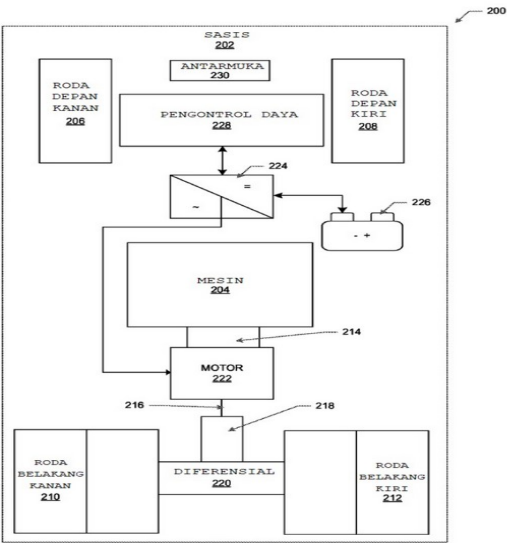 200
SASIS
202
ANTARMUKA
230
RODA
DEPAN
KANAN
206
PENGONTROL DAYA
228
RODA
DEPAN
KIRI
208
224
=
~
226
- +
MESIN
204
214
MOTOR
222
216
218
RODA
BELAKANG
KANAN
210
DIFERENSIAL
220
RODA
BELAKANG
KIRI
212